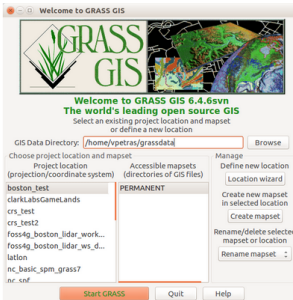 Welcome to GRASS GIS
GRASS
GIS
Welcome to GRASS GIS 6.4.6svn
The world's leading open source GIS
Select an existing project location and mapset
or define a new location
GIS Data Directory: /home/vpetras/grassdata Browse
Choose project location and mapset
Project location
(projection/coordinate system)
boston_test
clarkLabsGameLands
crs_test
crs_test2
foss4g_boston_lidar_work...
foss4g_boston_lidar_ws_d...
latlon
nc_basic_spm_grass7
nc_spf
Accessible mapsets
(directories of GIS files)
PERMANENT
Manage
Define new location
Location wizard
Create new mapset
in selected location
Create mapset
Rename/delete selected
mapset or location
Rename mapset
Start GRASS Quit Help